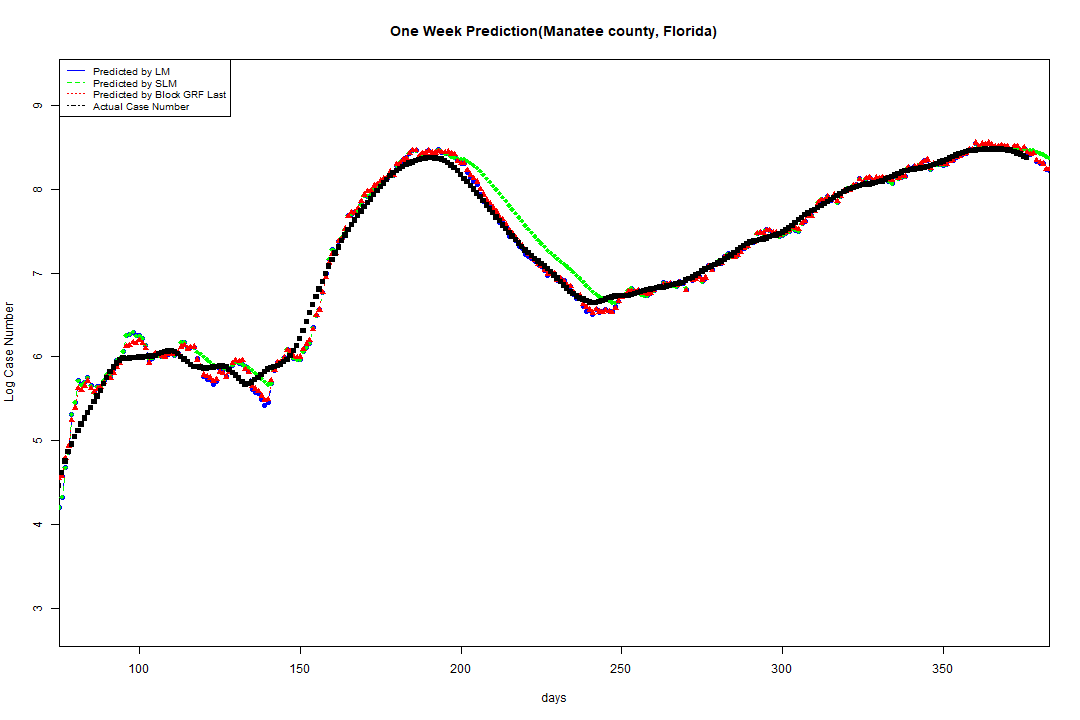 One Week Prediction(Manatee county, Florida)
Predicted by LM
Predicted by SLM
Predicted by Block GRF Last
Actual Case Number
9
8
7
6
5
4
3
Log Case Number
100 150 200 250 300 350
days